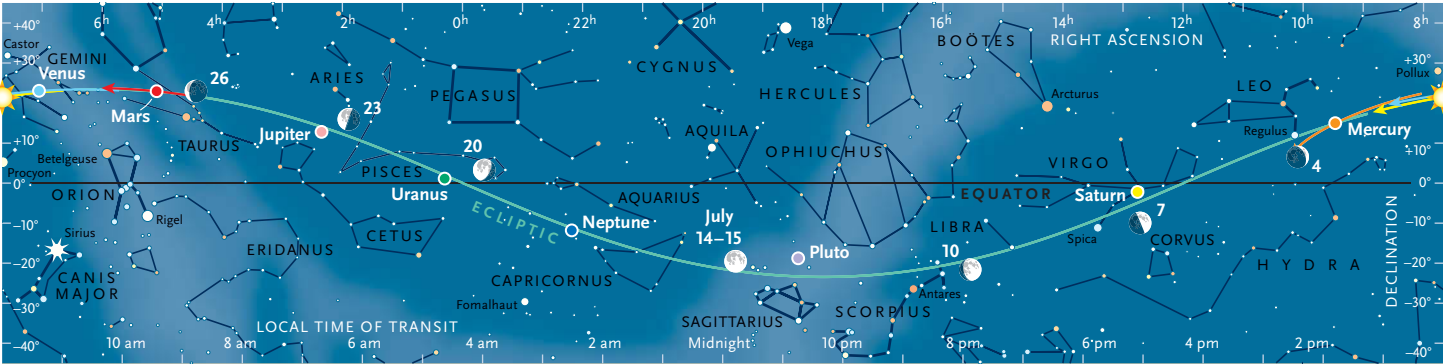 +40°
6h
4h
2h
0h
22h
20h
18h
16h
14h
12h
10h
8h
Castor
GEMINI
+30°
Venus
Mars
26
ARIES
23
PEGASUS
CYGNUS
Vega
HERCULES
BOÖTES
RIGHT ASCENSION
Arcturus
LEO
+30°
Pollux
Regulus
Mercury
+10°
TAURUS
Jupiter
20
AQUILA
OPHIUCHUS
VIRGO
4
+10°
Betelgeuse
Procyon
PISCES
0°
ORION
Uranus
AQUARIUS
EQUATOR
Saturn
0°
–10°
Rigel
ECLIPTIC
Neptune
July
14–15
LIBRA
7
–10°
Sirius
ERIDANUS
CETUS
Pluto
10
Spica
CORVUS
–20°
CANIS
MAJOR
CAPRICORNUS
HYDRA
–20°
DECLINATION
–30°
Fomalhaut
SAGITTARIUS
SCORPIUS
Antares
–30°
LOCAL TIME OF TRANSIT
–40°
10 am
8 am
6 am
4 am
2 am
Midnight
10 pm
8 pm
6 pm
4 pm
2 pm
–40°